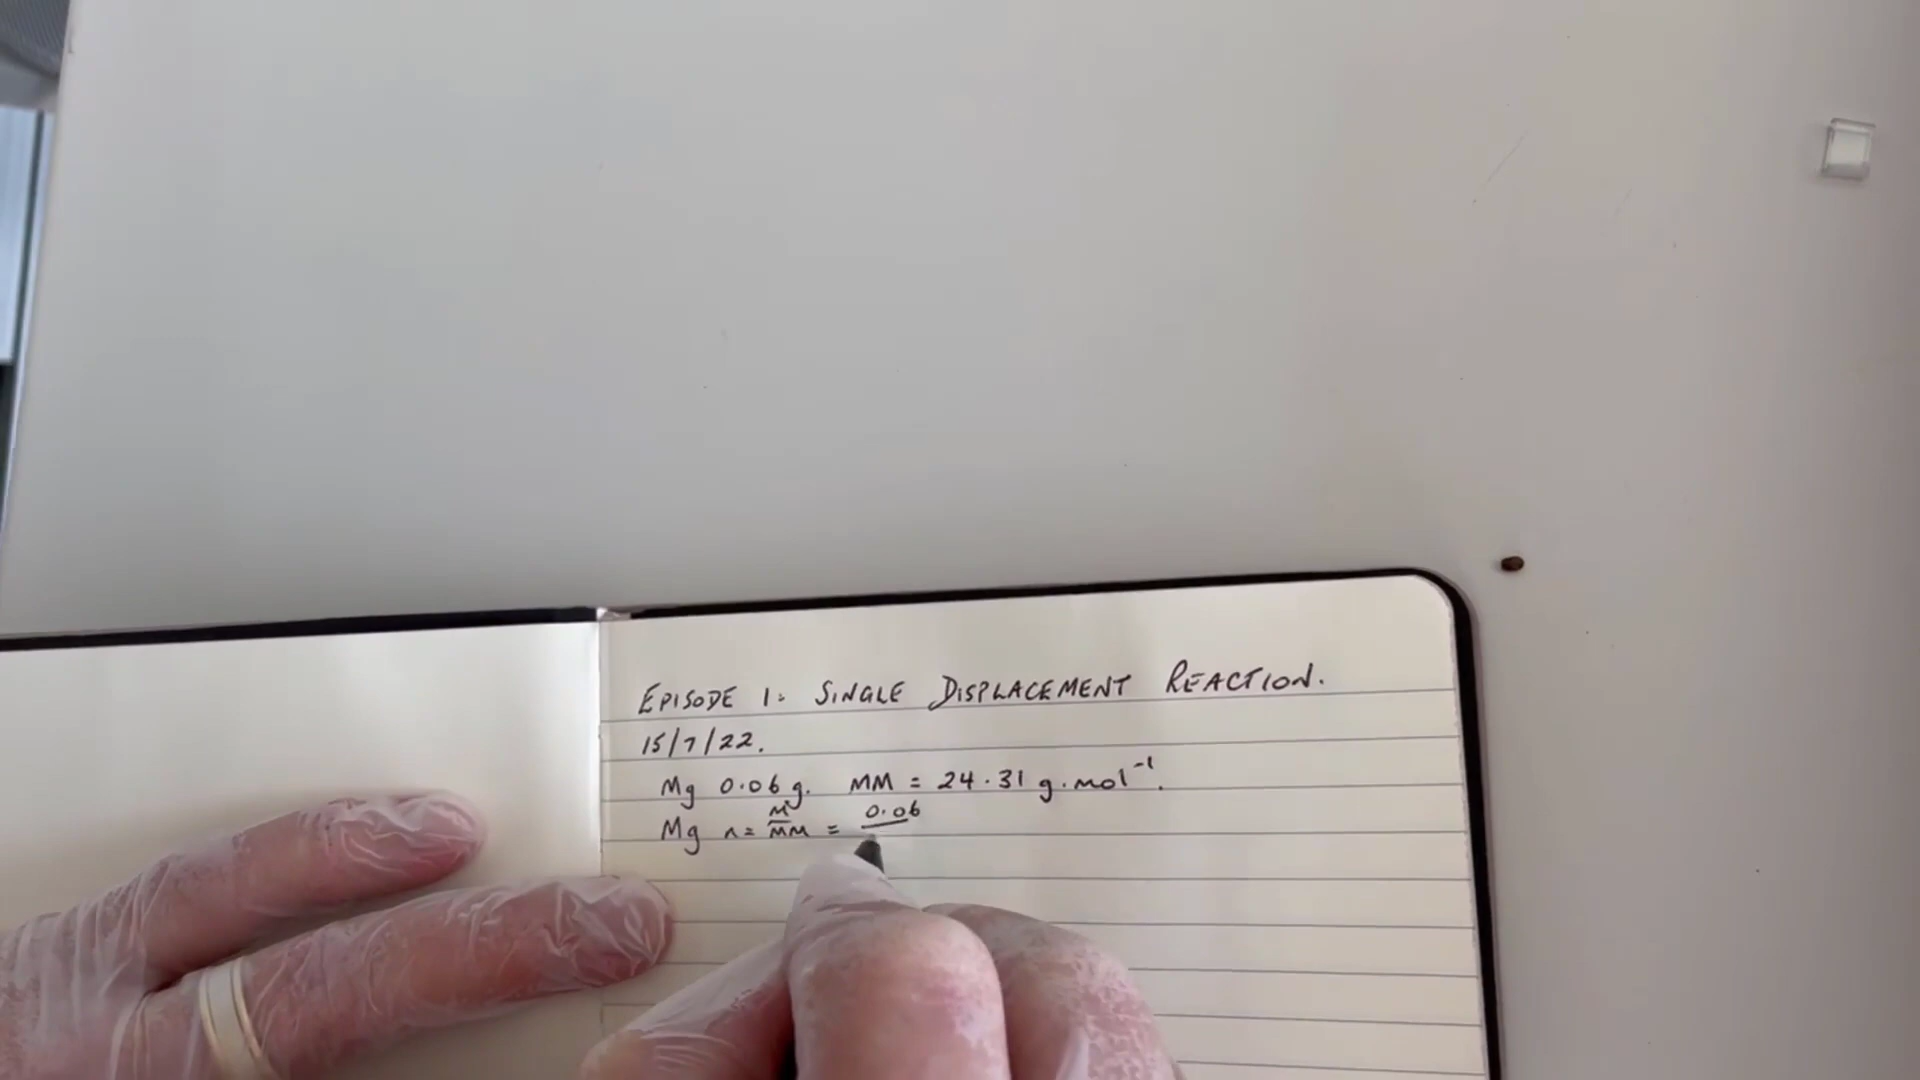 EPISODE 1: SINGLE DISPLACEMENT REACTION.
15/7/22.
Mg 0.06g. MM = 24.31 g.mol⁻¹.
Mg n = M/MM = 0.06